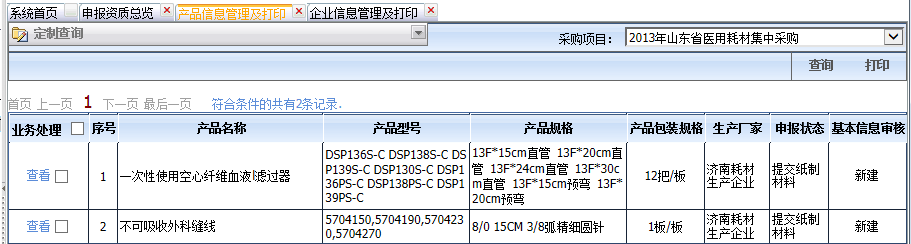 系统首页 申报资质总览 产品信息管理及打印 企业信息管理及打印
定制查询
采购项目： 2013年山东省医用耗材集中采购
查询 打印
首页 上一页 1 下一页 最后一页 符合条件的共有2条记录.
业务处理 序号 产品名称 产品型号 产品规格 产品包装规格 生产厂家 申报状态 基本信息审核
查看 1 一次性使用空心纤维血液滤过器
DSP136S-C DSP138S-C DSP
139S-C DSP130S-C DSP1
36PS-C DSP138PS-C DSP1
39PS-C
13F*15cm直管 13F*20cm直
管 13F*24cm直管 13F*30c
m直管 13F*15cm预弯 13F*
20cm预弯
12把/板
济南耗材
生产企业
提交纸制
材料
新建
查看 2 不可吸收外科缝线
5704150,5704190,570423
0,5704270
8/0 15CM 3/8弧精细圆针
1板/板
济南耗材
生产企业
提交纸制
材料
新建